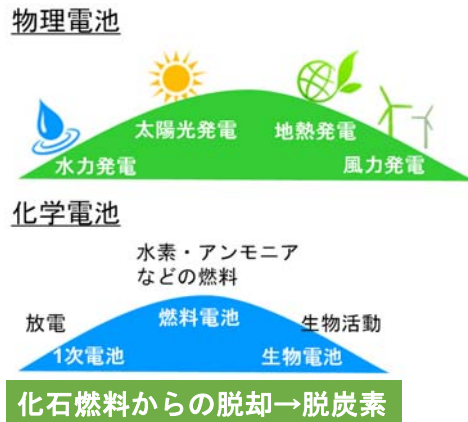 物理電池
太陽光発電
地熱発電
水力発電
風力発電
化学電池
水素・アンモニア
などの燃料
放電
燃料電池
生物活動
1次電池
生物電池
化石燃料からの脱却→脱炭素